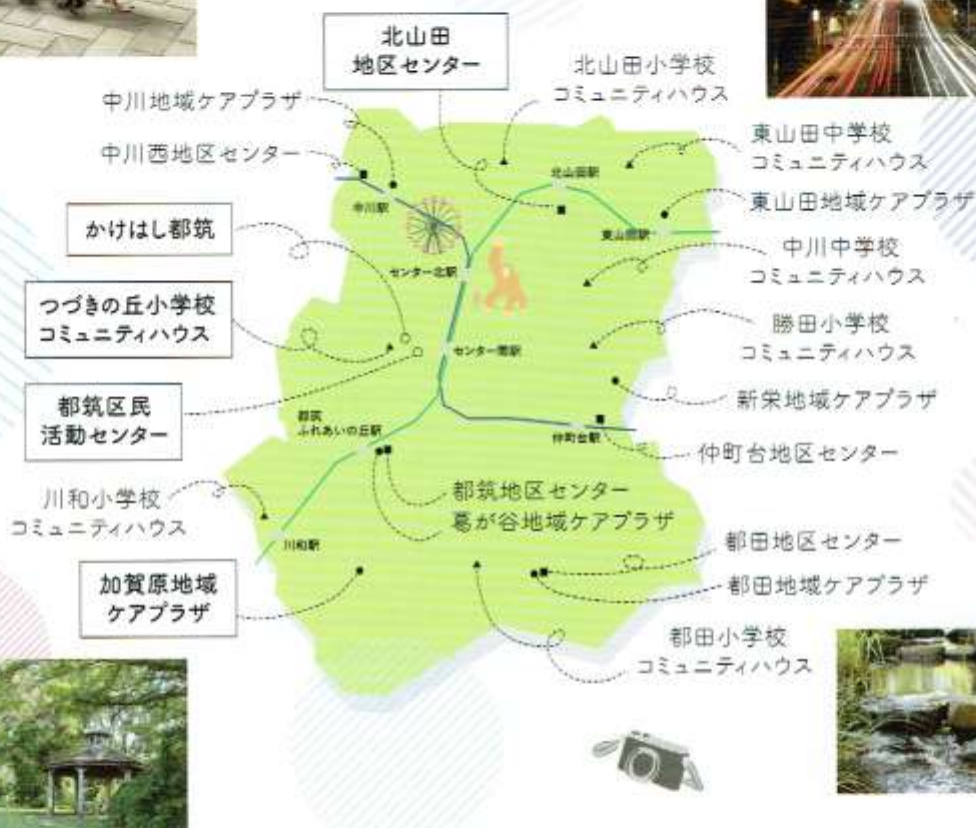 北山田
地区センター
北山田小学校
コミュニティハウス
中川地域ケアプラザ
中川西地区センター
東山田中学校
コミュニティハウス
北山田駅
東山田地域ケアプラザ
中川駅
東山田駅
かけはし都筑
中川中学校
コミュニティハウス
センター北駅
つづきの丘小学校
コミュニティハウス
勝田小学校
コミュニティハウス
センター南駅
都筑区民
活動センター
新栄地域ケアプラザ
都筑
ふれあいの丘駅
仲町台駅
仲町台地区センター
川和小学校
コミュニティハウス
都筑地区センター
葛が谷地域ケアプラザ
川和駅
都田地区センター
加賀原地域
ケアプラザ
都田地域ケアプラザ
都田小学校
コミュニティハウス